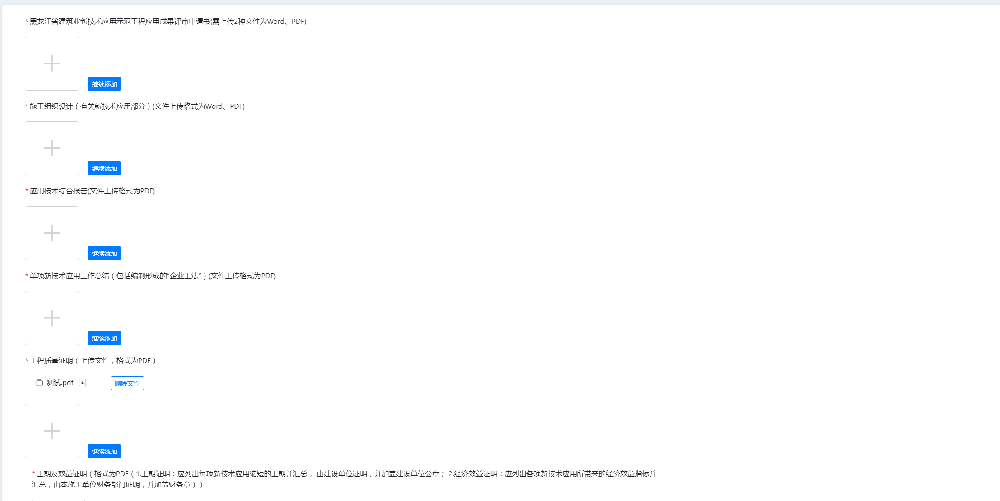 * 黑龙江省建筑业新技术应用示范工程应用成果评审申请书(需上传2种文件为Word、PDF)
继续添加
* 施工组织设计（有关新技术应用部分）(文件上传格式为Word、PDF)
继续添加
* 应用技术综合报告(文件上传格式为PDF)
继续添加
* 单项新技术应用工作总结（包括编制形成的“企业工法”）(文件上传格式为PDF)
继续添加
* 工程质量证明（上传文件，格式为PDF）
测试.pdf 删除文件
继续添加
* 工期及效益证明（格式为PDF（1.工期证明：应列出每项新技术应用缩短的工期并汇总， 由建设单位证明，并加盖建设单位公章； 2.经济效益证明：应列出各项新技术应用所带来的经济效益指标并
汇总，由本施工单位财务部门证明，并加盖财务章））